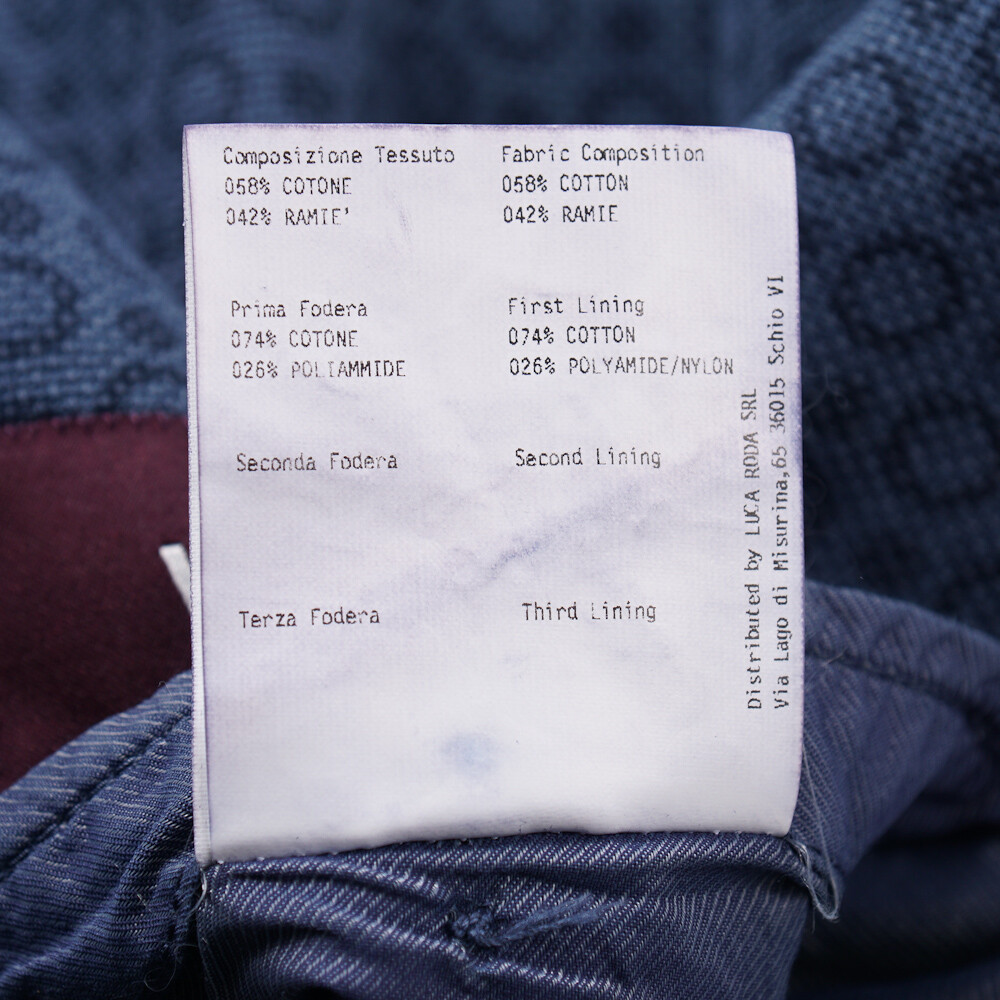 Composizione Tessuto
058% COTONE
042% RAMIE'
Prima Fodera
074% COTONE
026% POLIAMMIDE
Seconda Fodera
Terza Fodera
Fabric Composition
058% COTTON
042% RAMIE
First Lining
074% COTTON
026% POLYAMIDE/NYLON
Second Lining
Third Lining
Distributed by LUCA RODA SRL
Via Lago di Misurina,65 36015 Schio VI